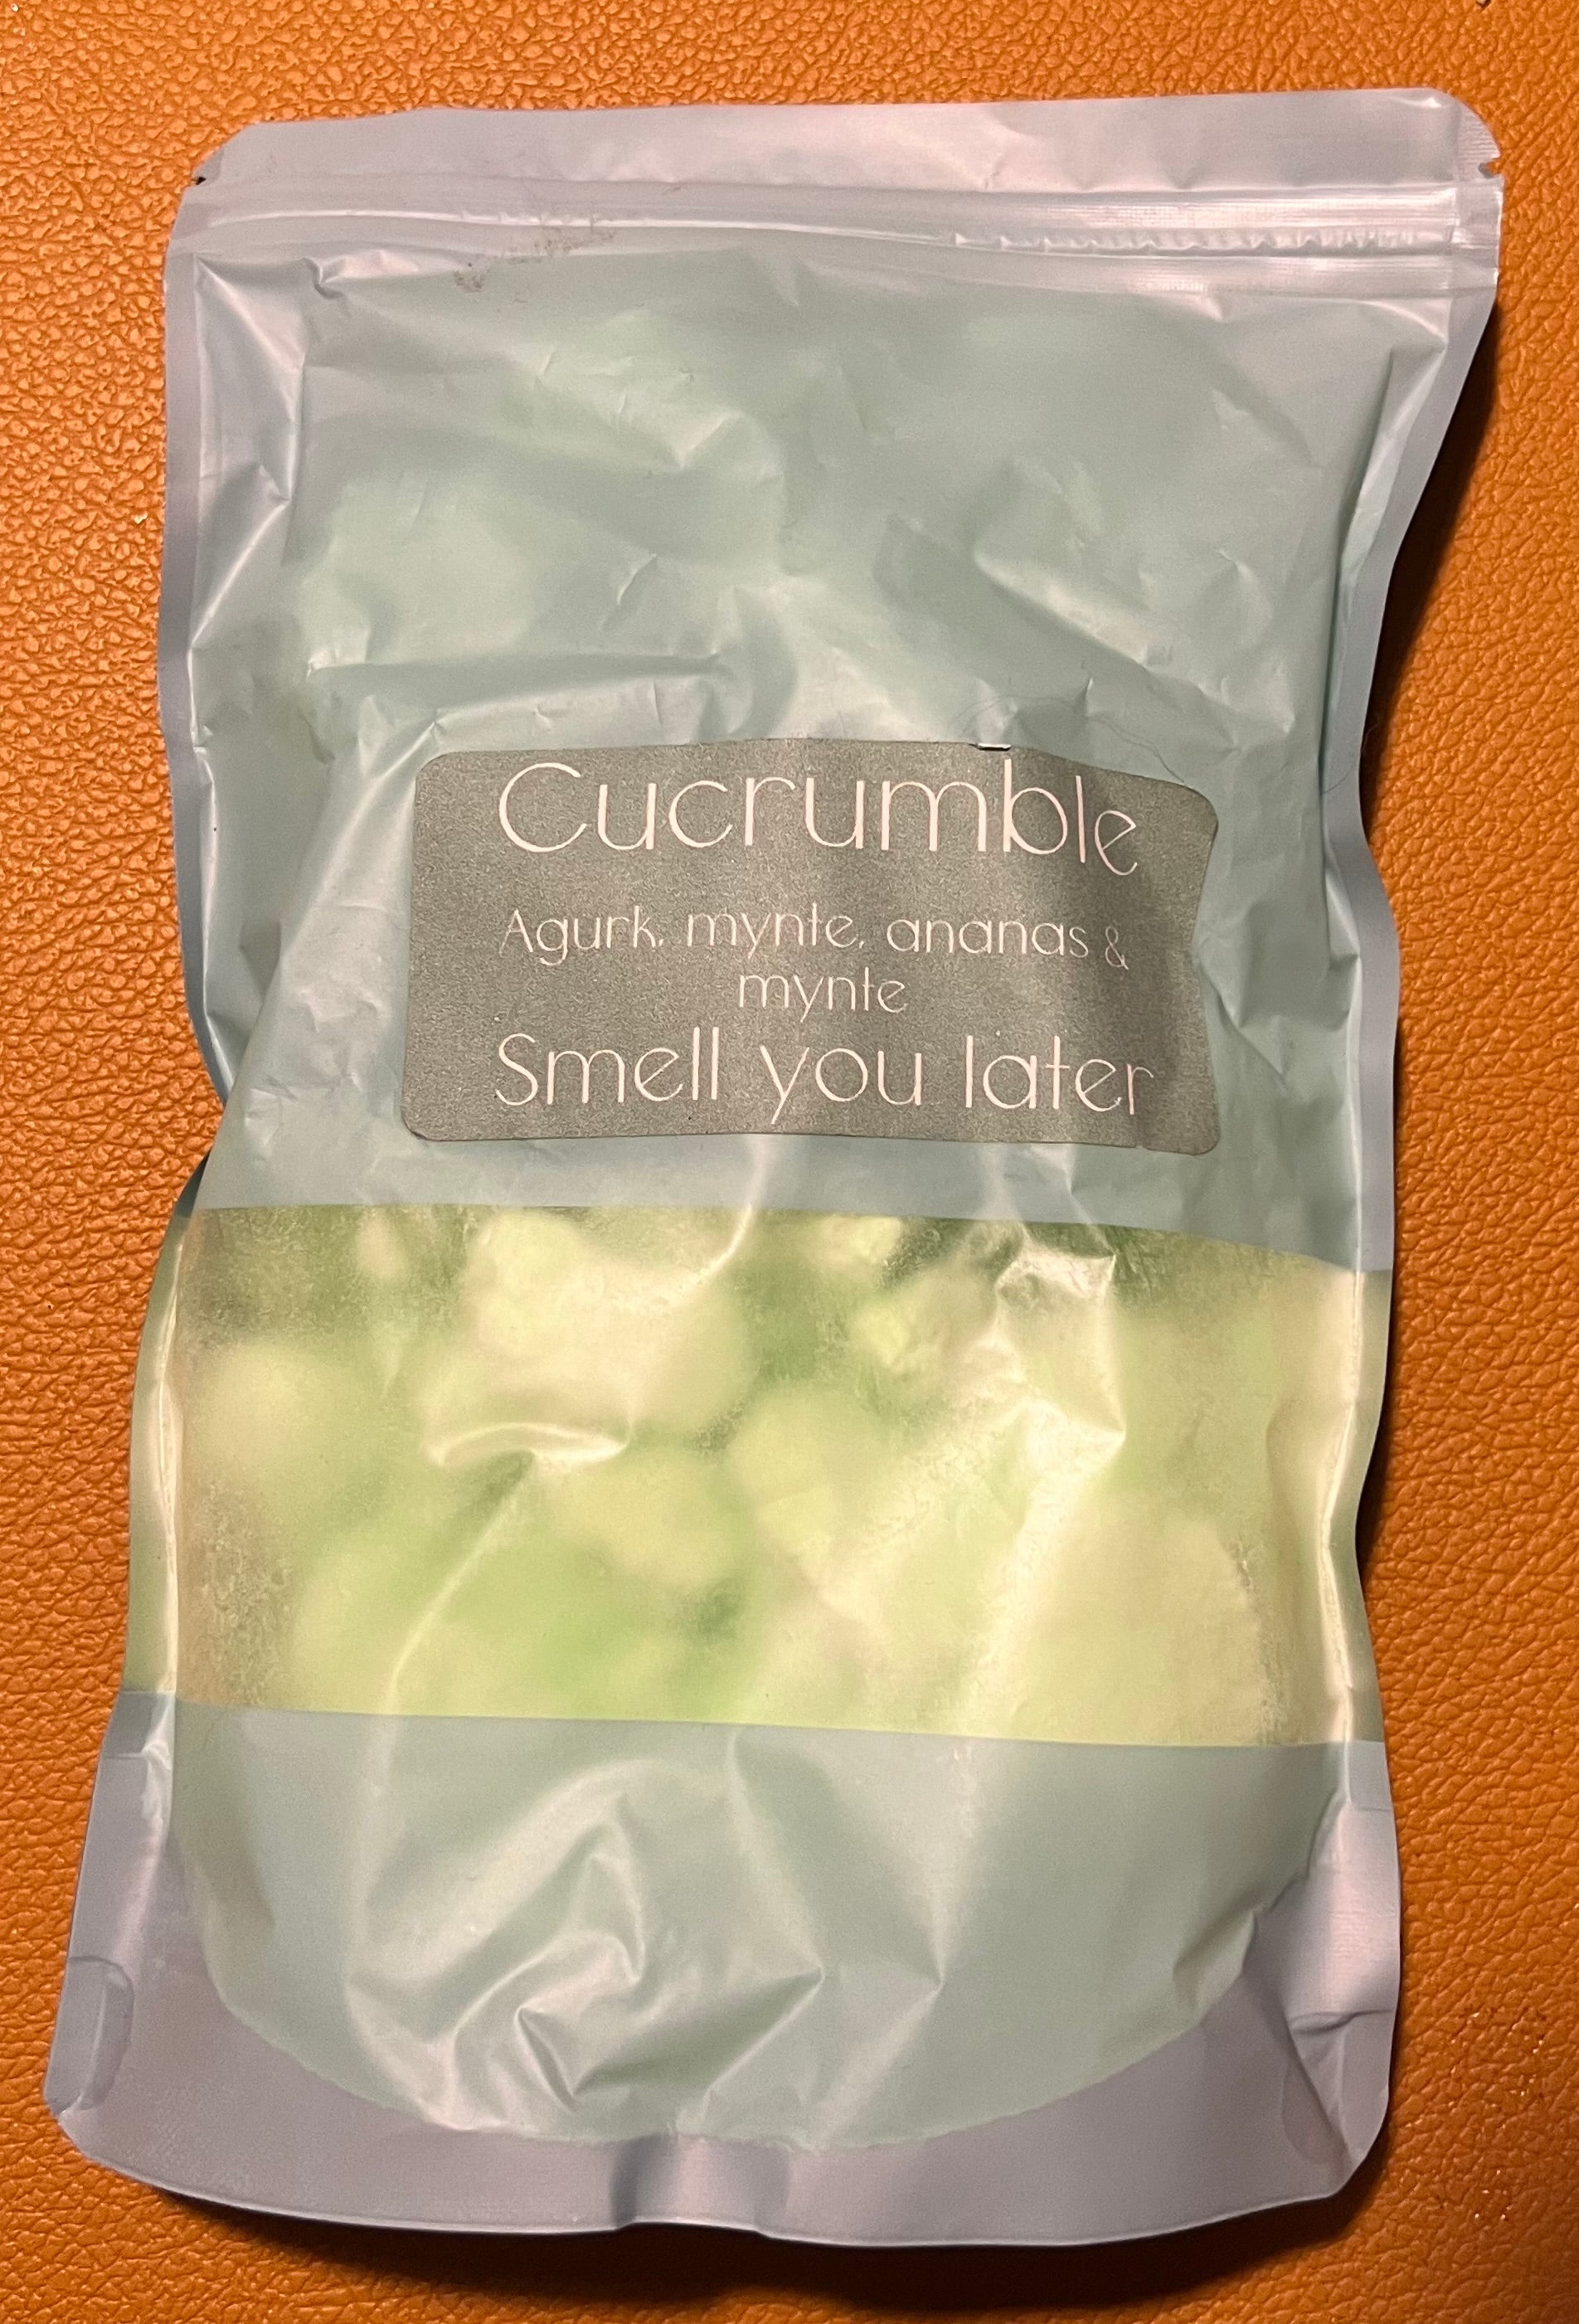 Cucrumble
Agurk, mynte, ananas &
mynte
Smell you later